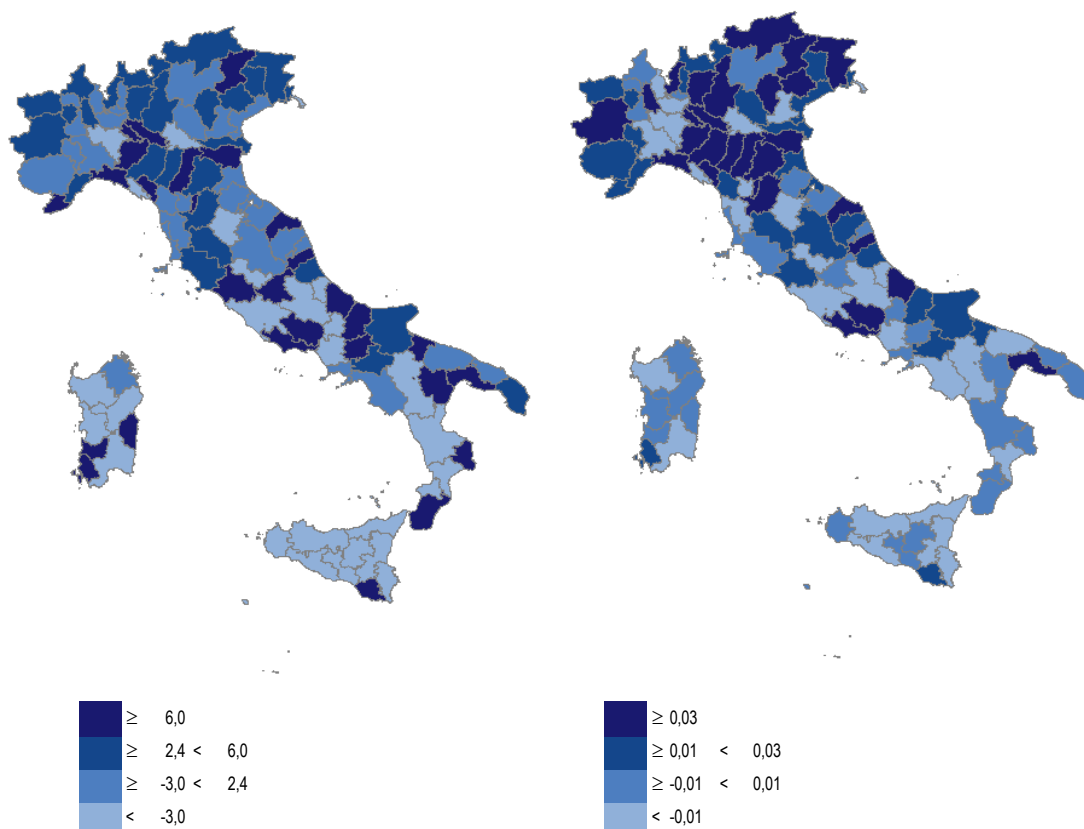 ≥ 6,0
≥ 2,4 < 6,0
≥ -3,0 < 2,4
< -3,0
≥ 0,03
≥ 0,01 < 0,03
≥ -0,01 < 0,01
< -0,01